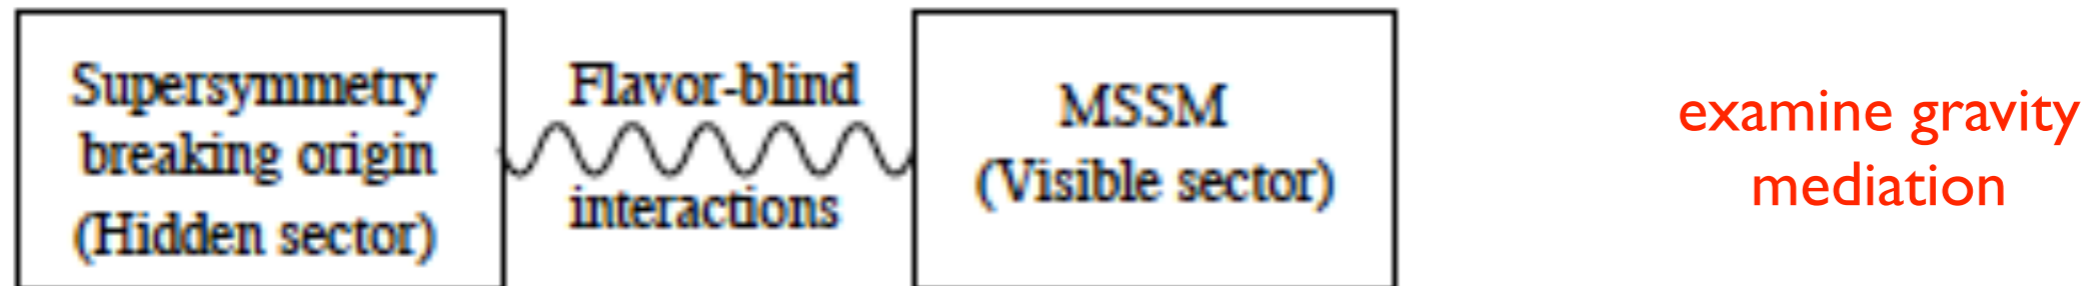 Supersymmetry
breaking origin
(Hidden sector)
Flavor-blind
interactions
MSSM
(Visible sector)
examine gravity
mediation